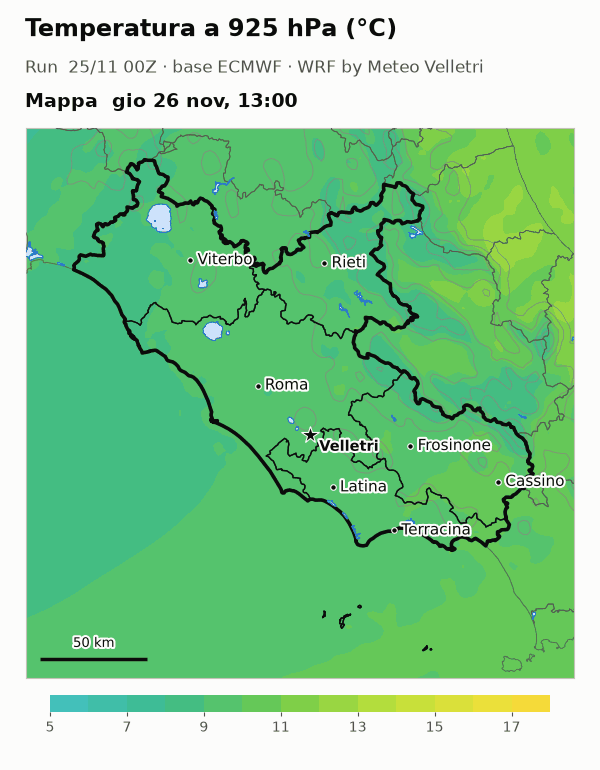 Temperatura a 925 hPa (°C)
Run 25/11 00Z · base ECMWF · WRF by Meteo Velletri
Mappa gio 26 nov, 13:00
Viterbo
Rieti
Roma
Velletri
Frosinone
Latina
Cassino
Terracina
50 km
5 7 9 11 13 15 17